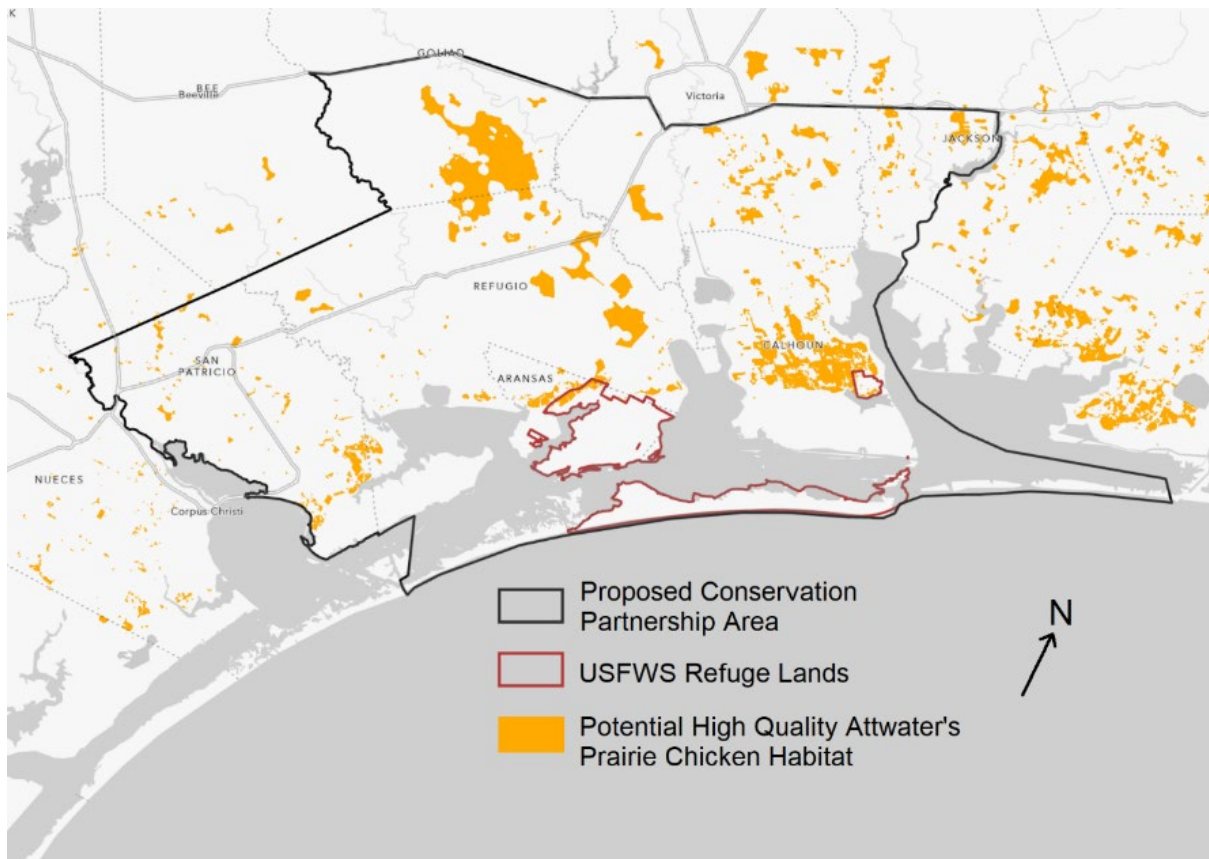 K
GOLIAD
BEE
Beeville
Victoria
JACKSON
REFUGIO
CALHOUN
SAN
PATRICIO
ARANSAS
NUECES
Corpus Christi
Proposed Conservation
Partnership Area
N
USFWS Refuge Lands
Potential High Quality Attwater's
Prairie Chicken Habitat